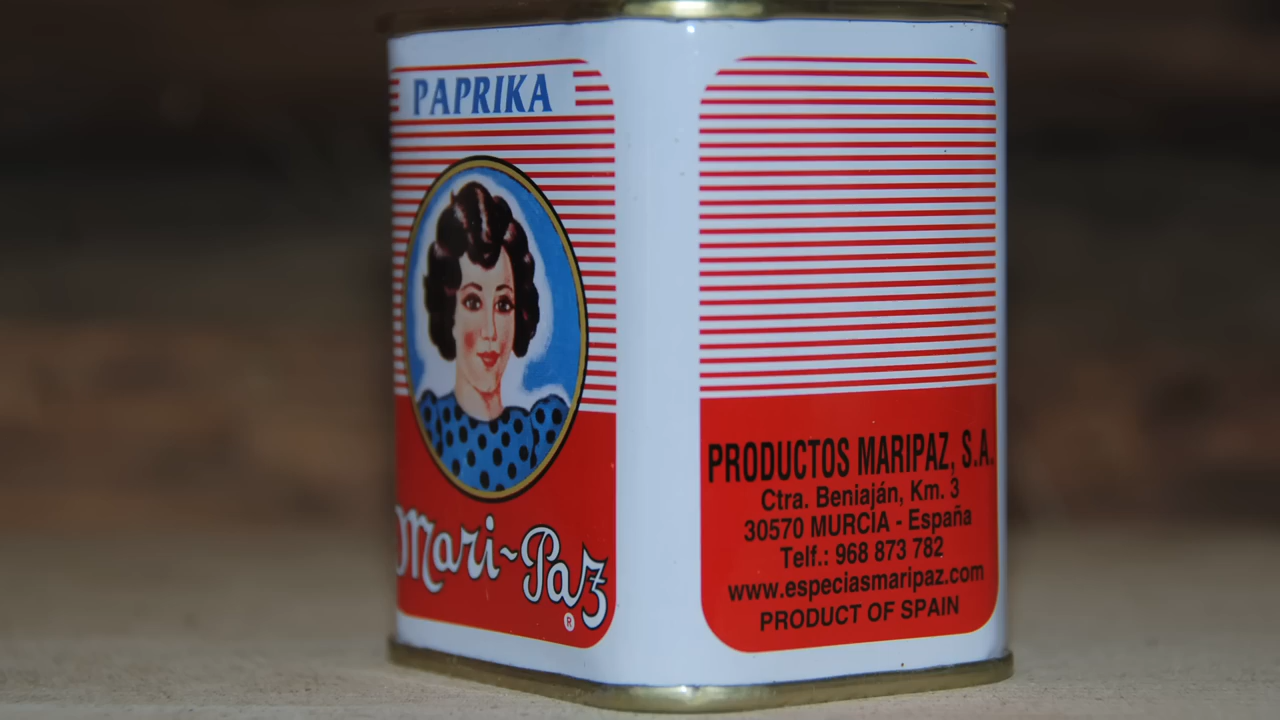 PAPRIKA
Mari-Paz
®
PRODUCTOS MARIPAZ, S.A.
Ctra. Beniaján, Km. 3
30570 MURCIA - España
Telf.: 968 873 782
www.especiasmaripaz.com
PRODUCT OF SPAIN